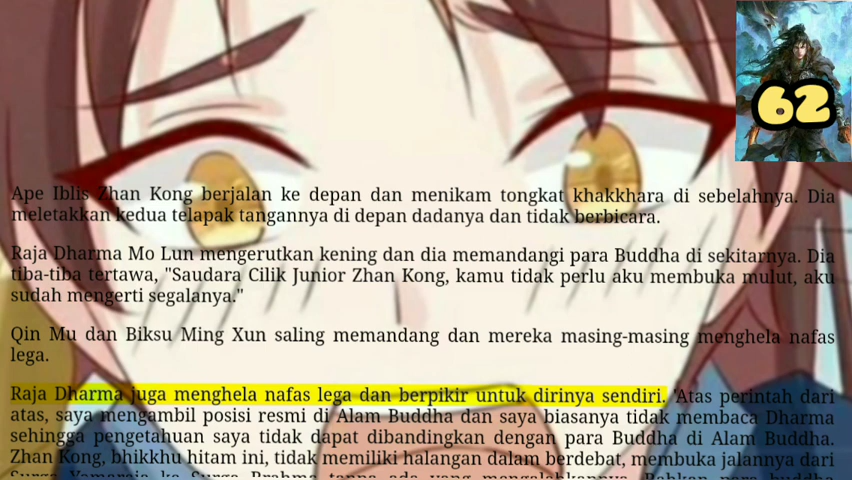 62
Ape Iblis Zhan Kong berjalan ke depan dan menikam tongkat khakkhara di sebelahnya. Dia
meletakkan kedua telapak tangannya di depan dadanya dan tidak berbicara.
Raja Dharma Mo Lun mengerutkan kening dan dia memandangi para Buddha di sekitarnya. Dia
tiba-tiba tertawa, "Saudara Cilik Junior Zhan Kong, kamu tidak perlu aku membuka mulut, aku
sudah mengerti segalanya."
Qin Mu dan Biksu Ming Xun saling memandang dan mereka masing-masing menghela nafas
lega.
Raja Dharma juga menghela nafas lega dan berpikir untuk dirinya sendiri. 'Atas perintah dari
atas, saya mengambil posisi resmi di Alam Buddha dan saya biasanya tidak membaca Dharma
sehingga pengetahuan saya tidak dapat dibandingkan dengan para Buddha di Alam Buddha.
Zhan Kong, bhikkhu hitam ini, tidak memiliki halangan dalam berdebat, membuka jalannya dari